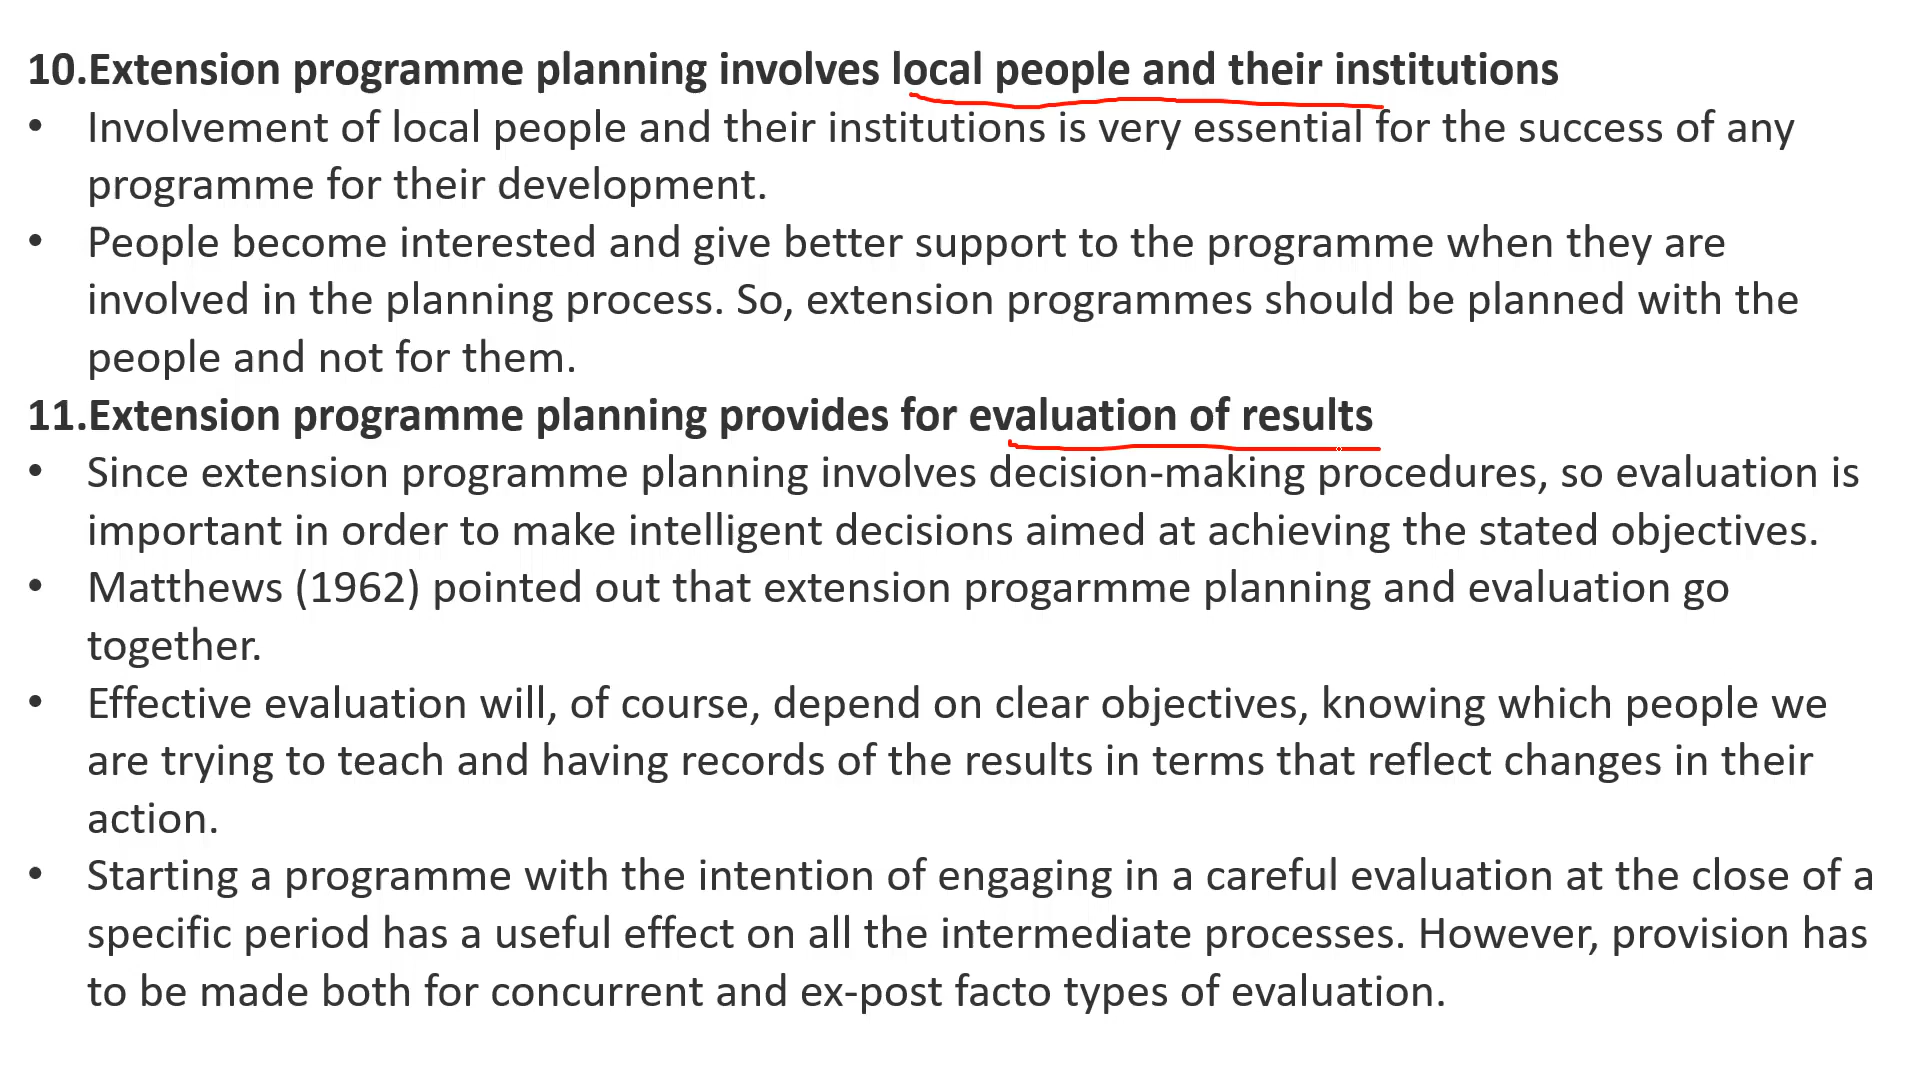 10.Extension programme planning involves local people and their institutions
• Involvement of local people and their institutions is very essential for the success of any
programme for their development.
• People become interested and give better support to the programme when they are
involved in the planning process. So, extension programmes should be planned with the
people and not for them.
11.Extension programme planning provides for evaluation of results
• Since extension programme planning involves decision-making procedures, so evaluation is
important in order to make intelligent decisions aimed at achieving the stated objectives.
• Matthews (1962) pointed out that extension progarmme planning and evaluation go
together.
• Effective evaluation will, of course, depend on clear objectives, knowing which people we
are trying to teach and having records of the results in terms that reflect changes in their
action.
• Starting a programme with the intention of engaging in a careful evaluation at the close of a
specific period has a useful effect on all the intermediate processes. However, provision has
to be made both for concurrent and ex-post facto types of evaluation.